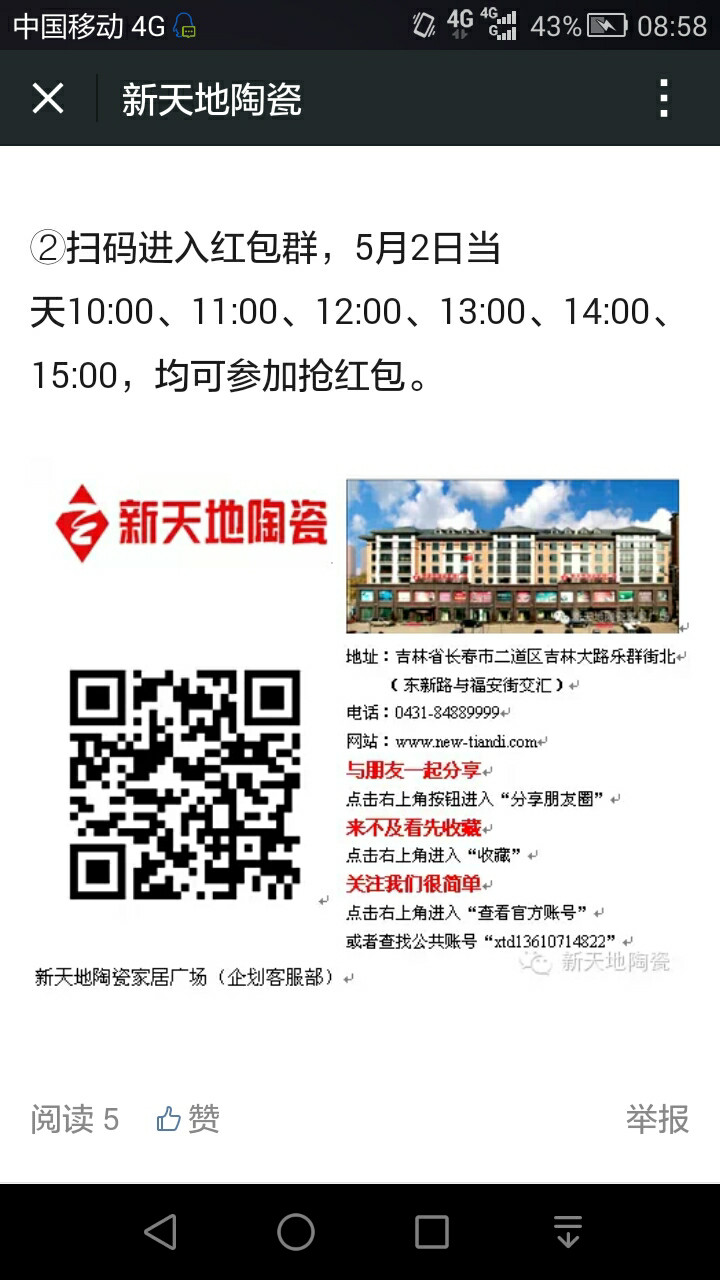 中国移动 4G 4G 4G G 43% 08:58
新天地陶瓷
②扫码进入红包群，5月2日当
天10:00、11:00、12:00、13:00、14:00、
15:00，均可参加抢红包。
新天地陶瓷
地址：吉林省长春市二道区吉林大路乐群街北
（东新路与福安街交汇）
电话：0431-84889999
网站：www.new-tiandi.com
与朋友一起分享
点击右上角按钮进入“分享朋友圈”
来不及看先收藏
点击右上角进入“收藏”
关注我们很简单
点击右上角进入“查看官方账号”
或者查找公共账号“xtd13610714822”
新天地陶瓷
新天地陶瓷家居广场（企划客服部）
阅读 5 赞 举报